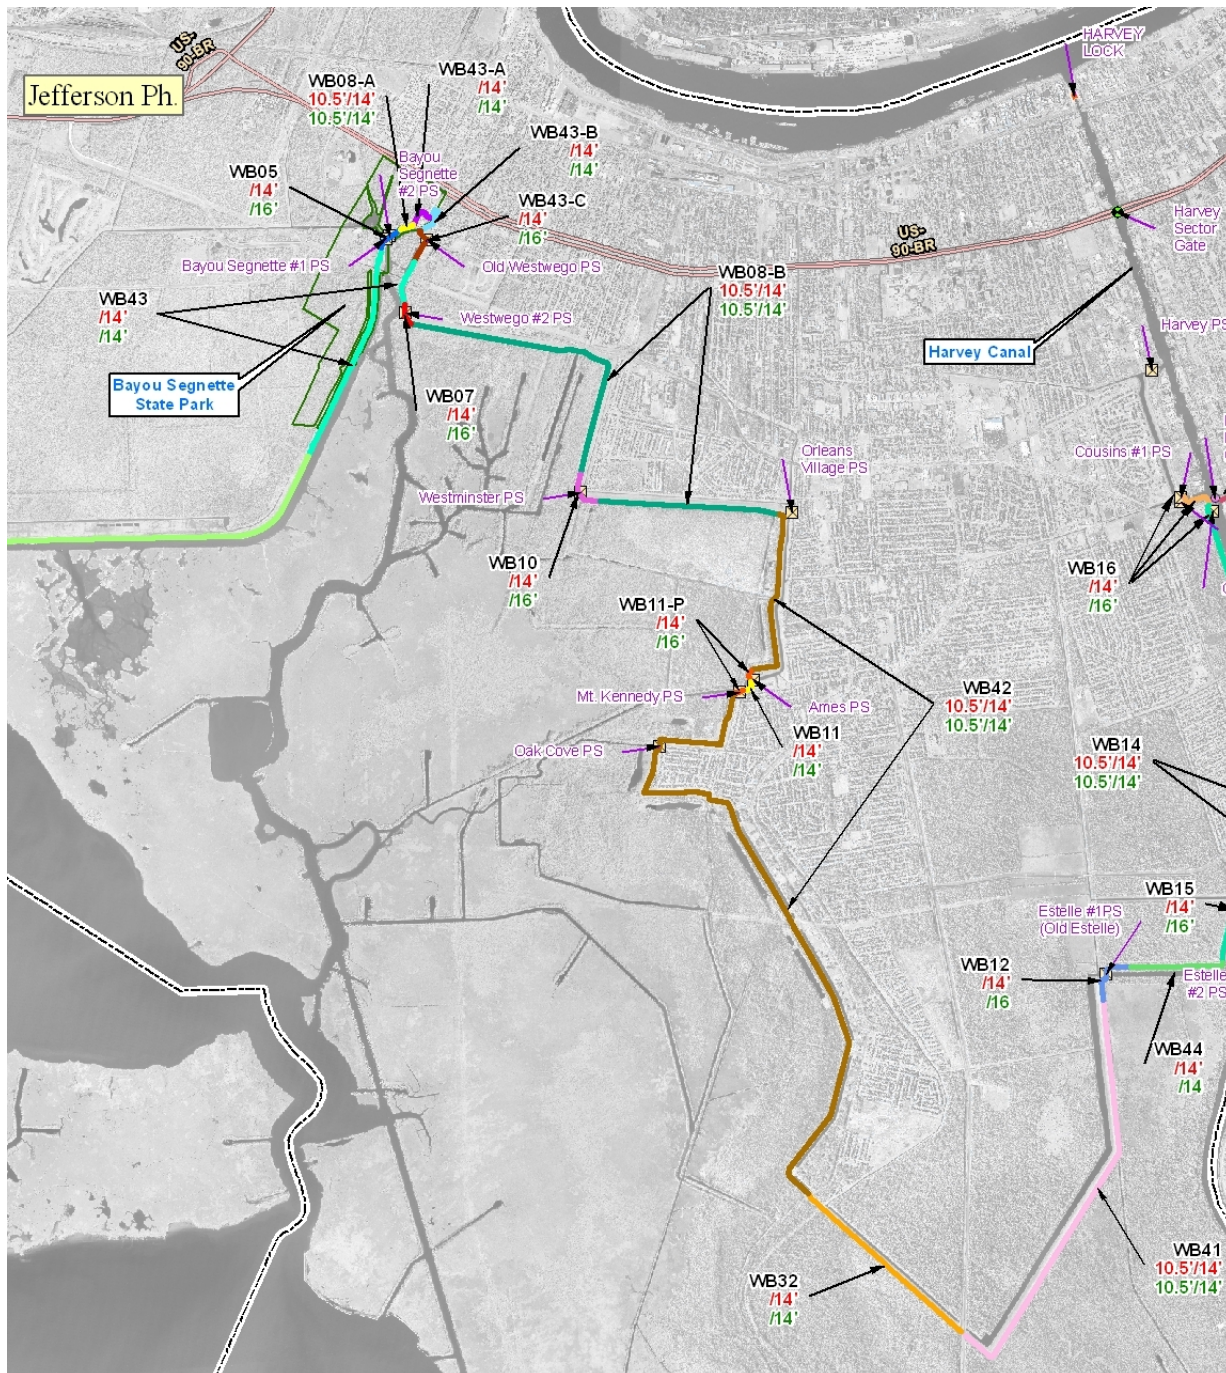 US-
90-BR
HARVEY
LOCK
Jefferson Ph.
WB08-A
10.5'/14'
10.5'/14'
WB43-A
/14'
/14'
WB43-B
/14'
/14'
Bayou
Segnette
#2 PS
WB05
/14'
/16'
WB43-C
/14'
/16'
Harvey
Sector
Gate
US-
90-BR
Bayou Segnette #1 PS
Old Westwego PS
WB08-B
10.5'/14'
10.5'/14'
WB43
/14'
/14'
Westwego #2 PS
Harvey PS
Harvey Canal
Bayou Segnette
State Park
WB07
/14'
/16'
Orleans
Village PS
Cousins #1 PS
Westminster PS
WB10
/14'
/16'
WB16
/14'
/16'
WB11-P
/14'
/16'
Mt. Kennedy PS
Ames PS
WB42
10.5'/14'
10.5'/14'
WB11
/14'
/14'
Oak Cove PS
WB14
10.5'/14'
10.5'/14'
WB15
/14'
/16'
Estelle #1PS
(Old Estelle)
WB12
/14'
/16
Estelle
#2 PS
WB44
/14'
/14
WB41
10.5'/14'
10.5'/14'
WB32
/14'
/14'